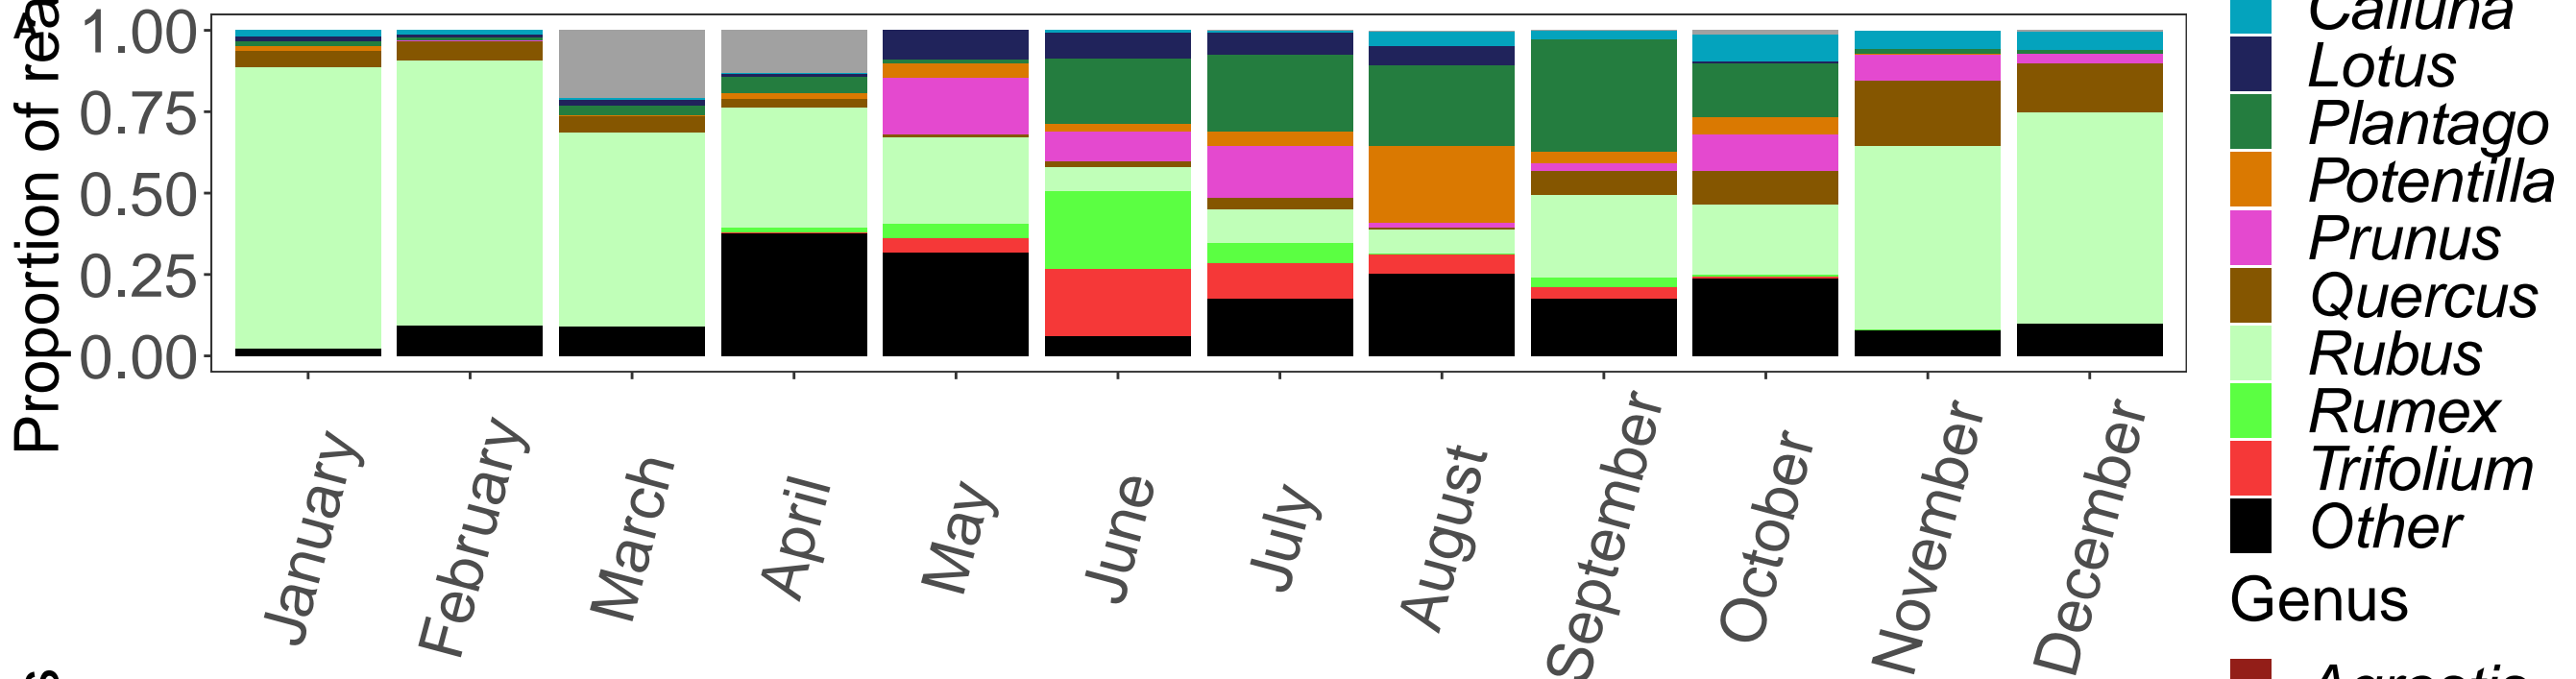 A
Proportion of rea
1.00
0.75
0.50
0.25
0.00
January
February
March
April
May
June
July
August
September
October
November
December
Calluna
Lotus
Plantago
Potentilla
Prunus
Quercus
Rubus
Rumex
Trifolium
Other
Genus
Agrostis